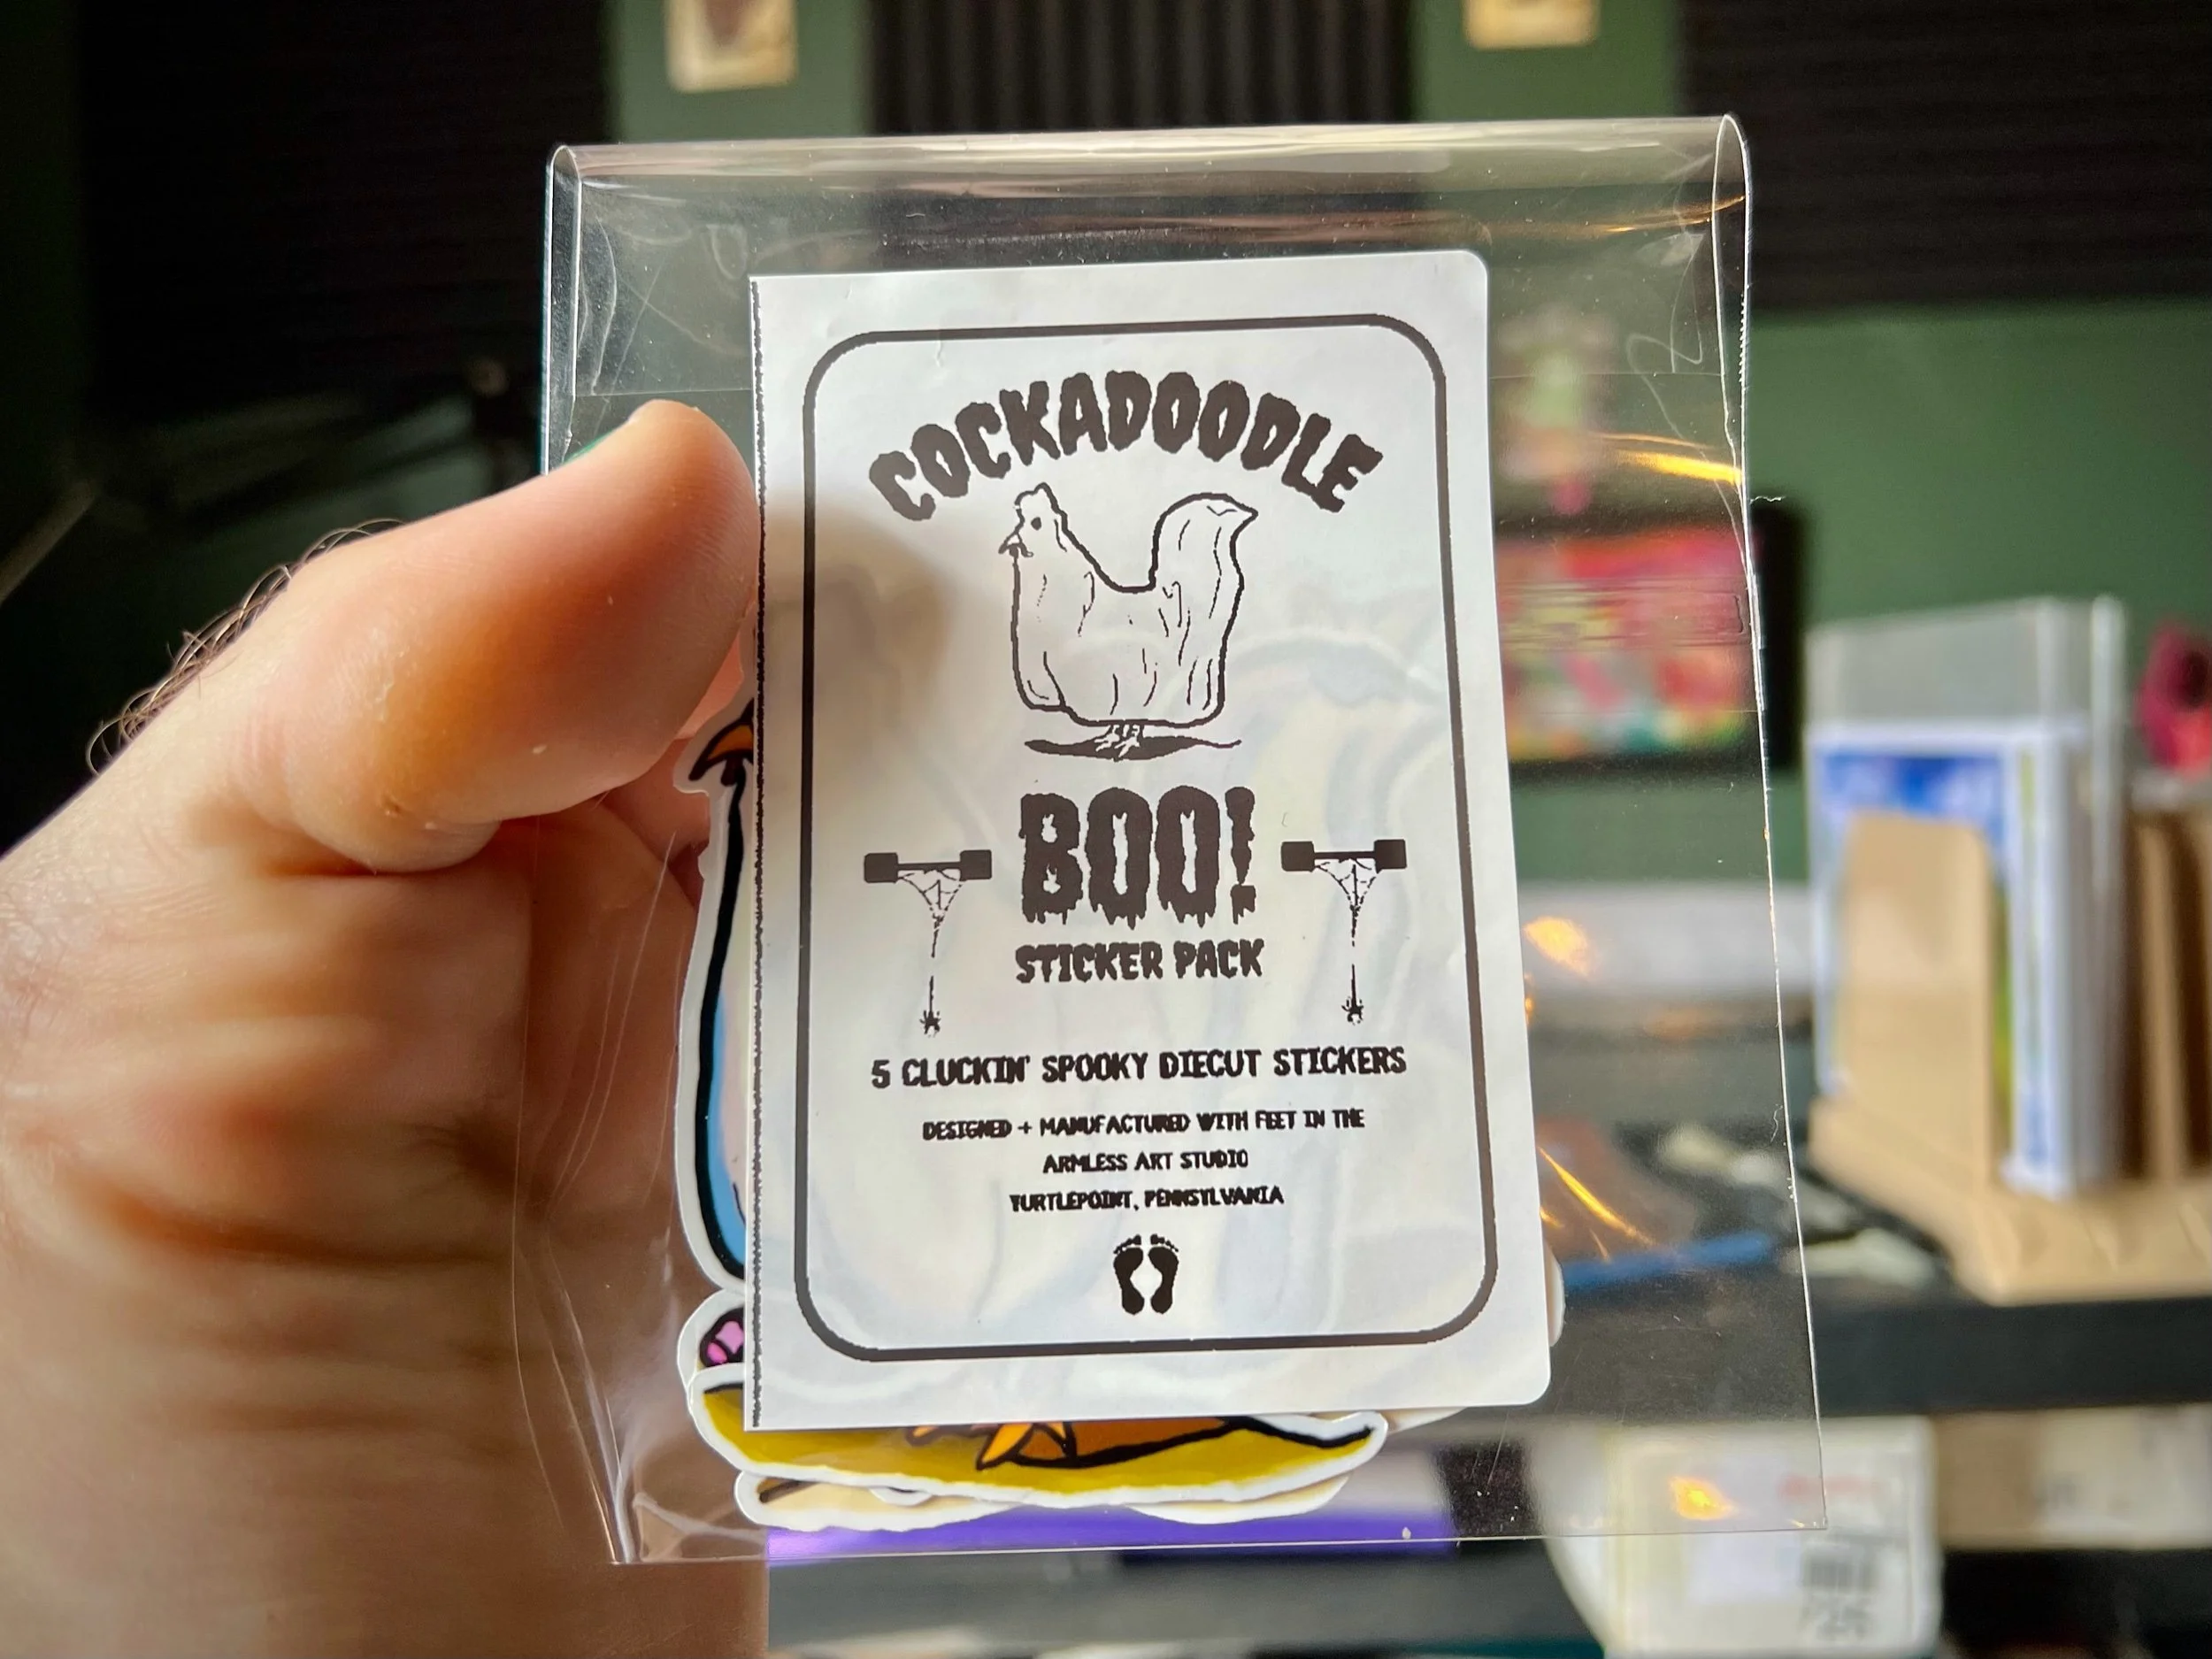 COCKADOODLE
BOO!
STICKER PACK
5 CLUCKIN' SPOOKY DIECUT STICKERS
DESIGNED + MANUFACTURED WITH FEET IN THE
ARMLESS ART STUDIO
TURTLEPOINT, PENNSYLVANIA